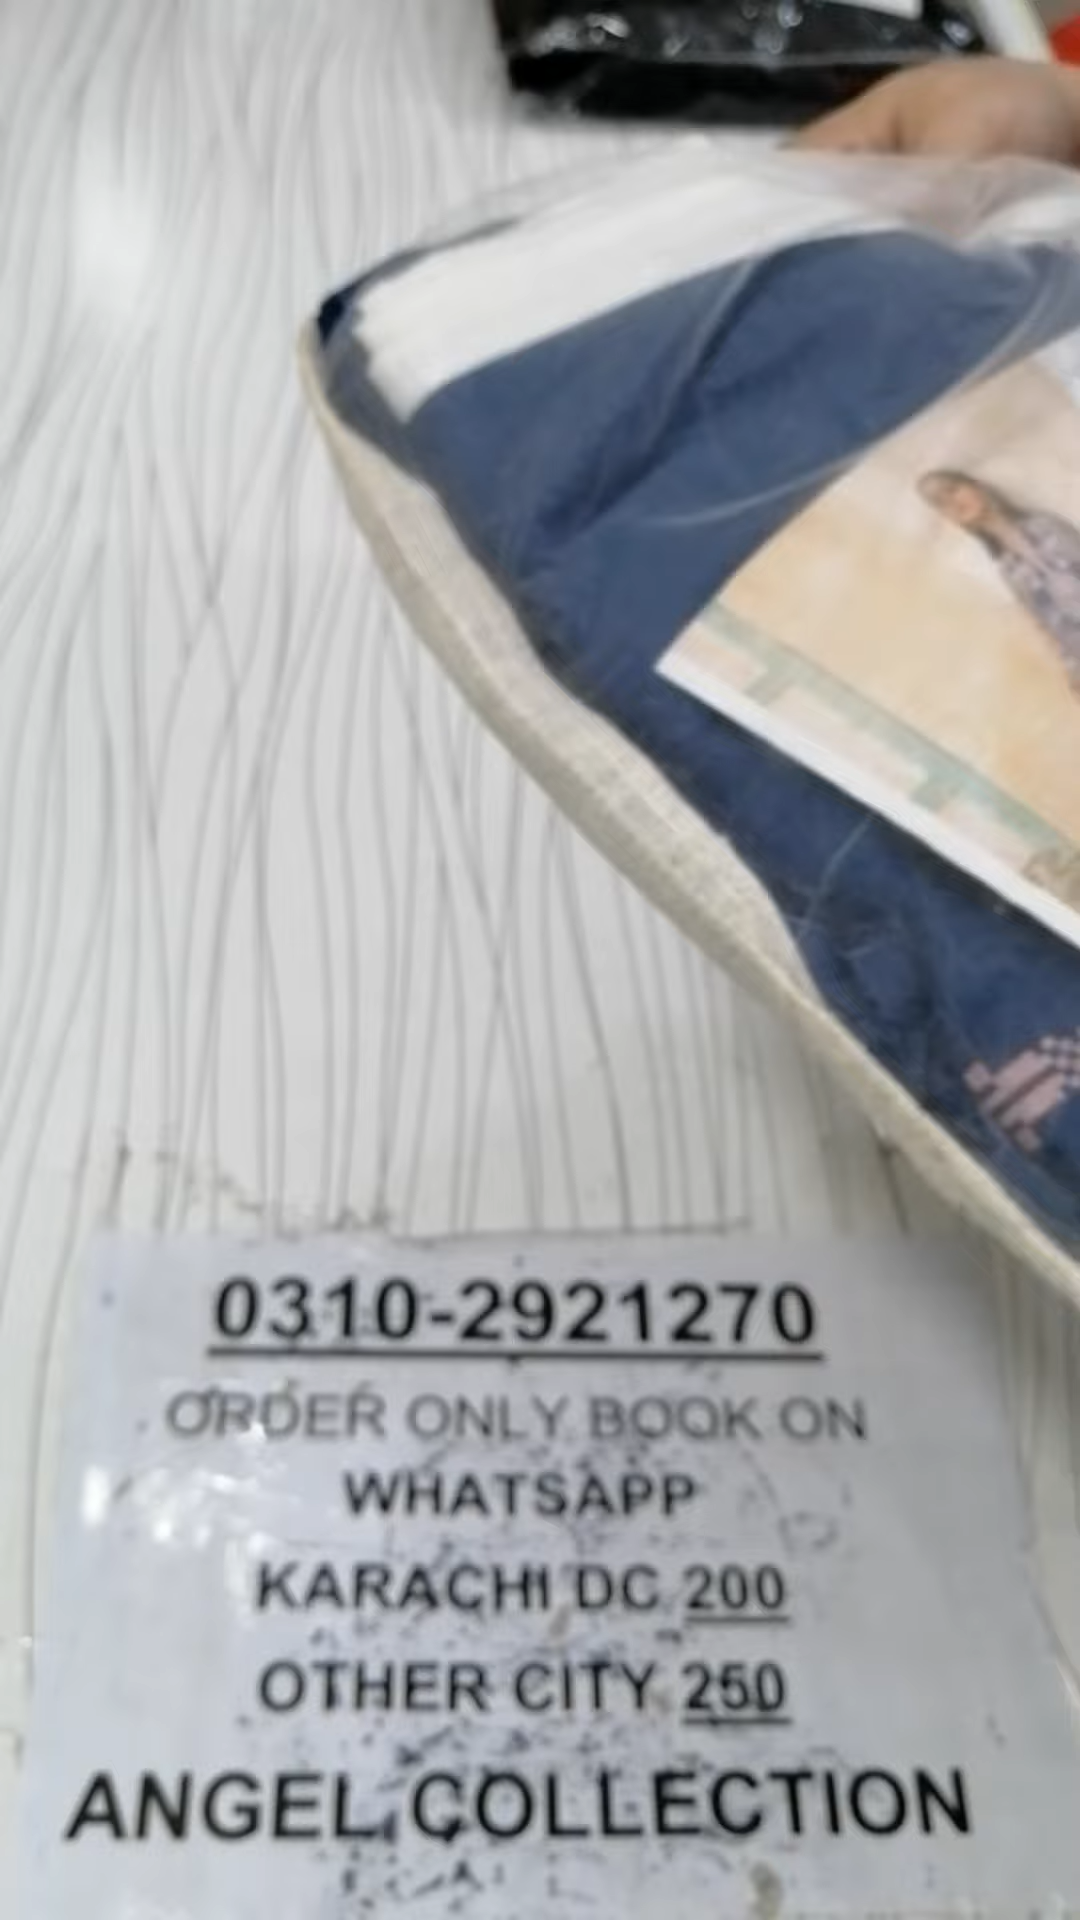 0310-2921270
ORDER ONLY BOOK ON
WHATSAPP
KARACHI DC 200
OTHER CITY 250
ANGEL COLLECTION